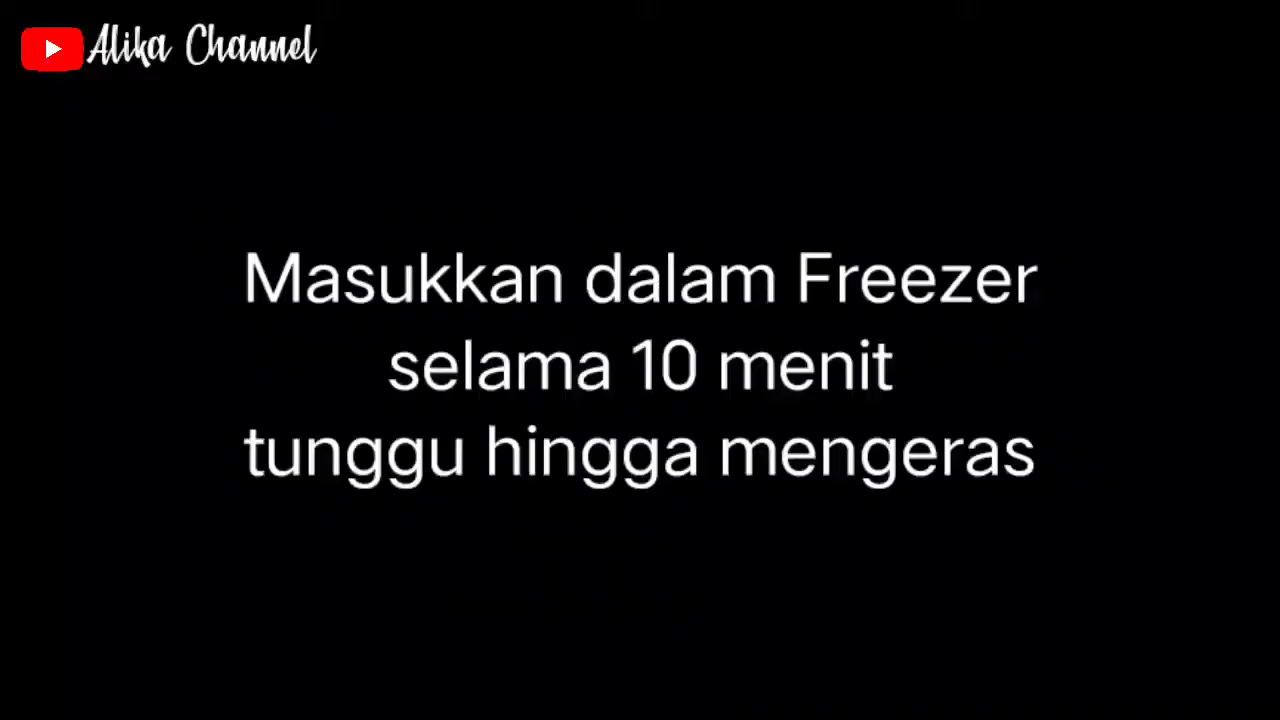 Alika Channel
Masukkan dalam Freezer
selama 10 menit
tunggu hingga mengeras